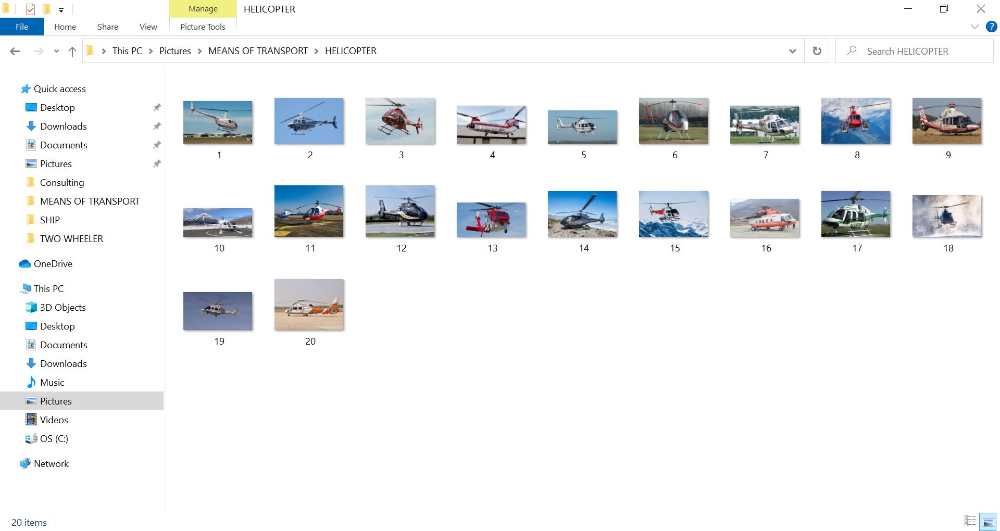 Manage
HELICOPTER
File
Home
Share
View
Picture Tools
?
This PC
Pictures
MEANS OF TRANSPORT
HELICOPTER
Search HELICOPTER
Quick access
Desktop
Downloads
Documents
Pictures
Consulting
MEANS OF TRANSPORT
SHIP
TWO WHEELER
OneDrive
This PC
3D Objects
Desktop
Documents
Downloads
Music
Pictures
Videos
OS (C:)
Network
1
2
3
4
5
6
7
8
9
10
11
12
13
14
15
16
17
18
19
20
20 items